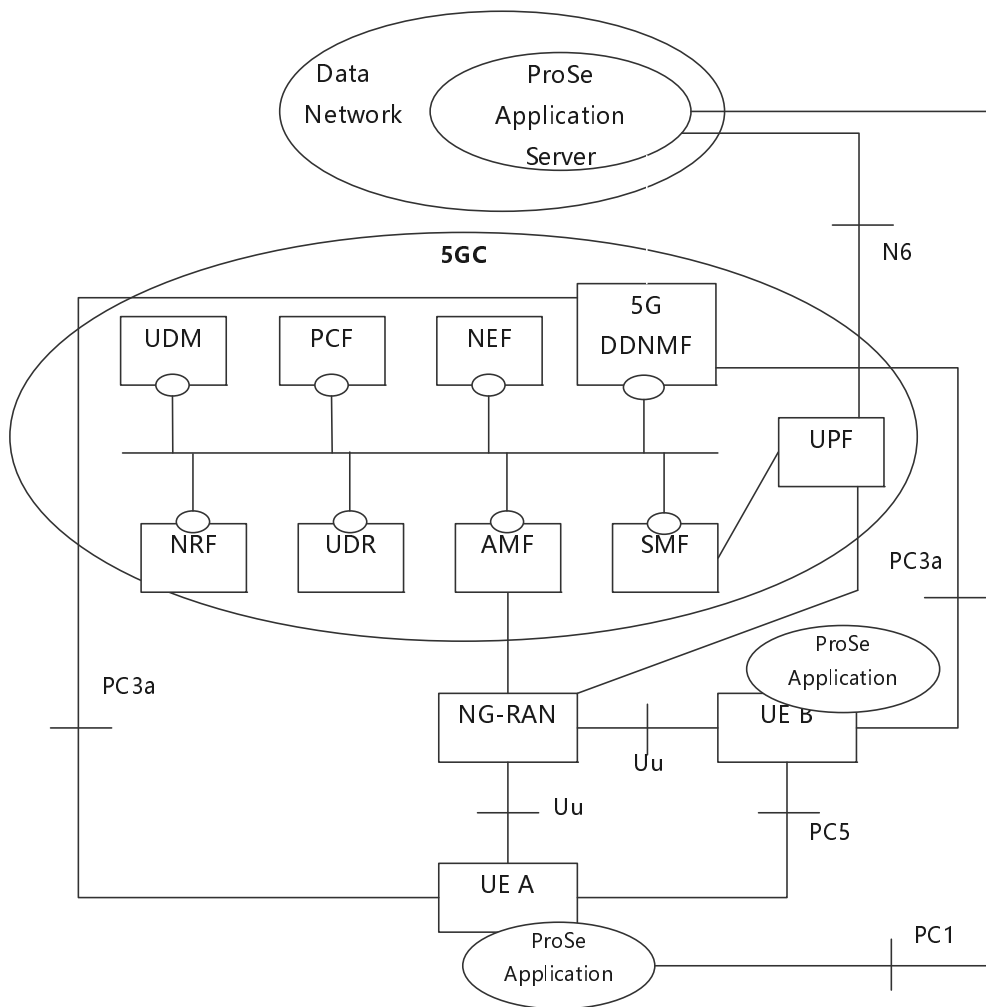 Data
Network
ProSe
Application
Server
N6
5GC
UDM
PCF
NEF
5G
DDNMF
UPF
NRF
UDR
AMF
SMF
PC3a
ProSe
Application
PC3a
NG-RAN
UE B
Uu
Uu
PC5
UE A
ProSe
Application
PC1